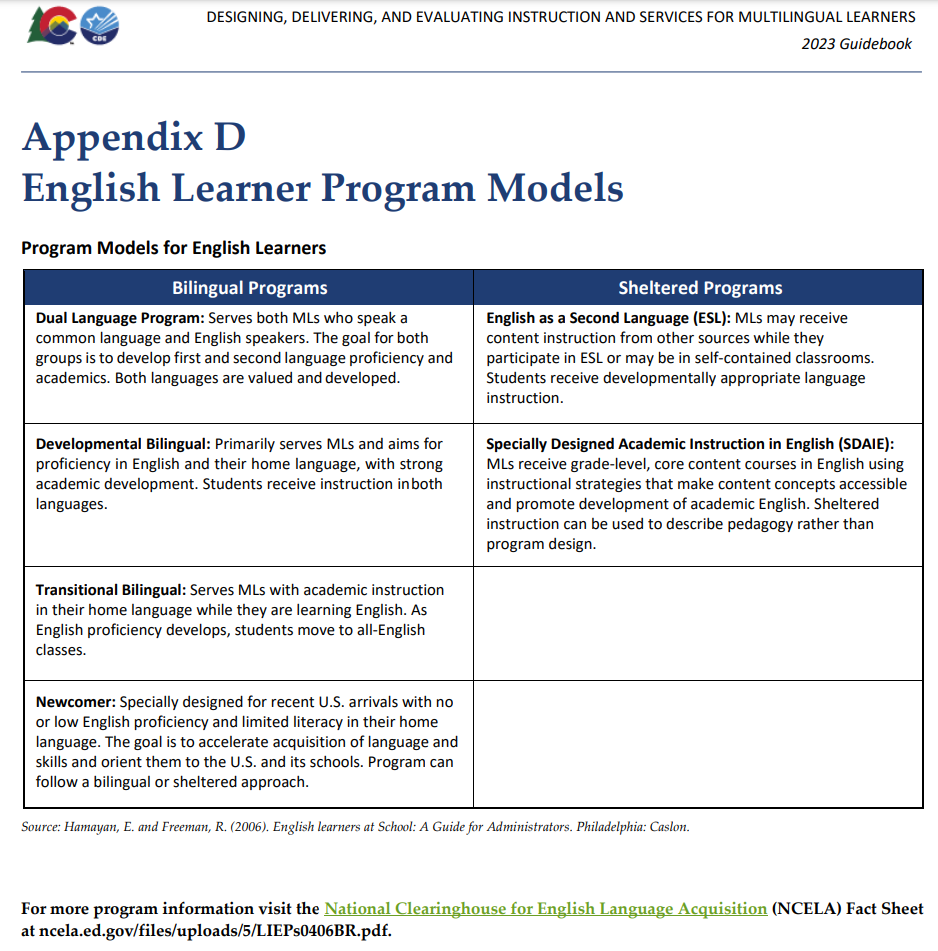 DESIGNING, DELIVERING, AND EVALUATING INSTRUCTION AND SERVICES FOR MULTILINGUAL LEARNERS
2023 Guidebook
CDE
Appendix D
English Learner Program Models
Program Models for English Learners
Bilingual Programs
Sheltered Programs
Dual Language Program: Serves both MLs who speak a
common language and English speakers. The goal for both
groups is to develop first and second language proficiency and
academics. Both languages are valued and developed.
English as a Second Language (ESL): MLs may receive
content instruction from other sources while they
participate in ESL or may be in self-contained classrooms.
Students receive developmentally appropriate language
instruction.
Developmental Bilingual: Primarily serves MLs and aims for
proficiency in English and their home language, with strong
academic development. Students receive instruction in both
languages.
Specially Designed Academic Instruction in English (SDAIE):
MLs receive grade-level, core content courses in English using
instructional strategies that make content concepts accessible
and promote development of academic English. Sheltered
instruction can be used to describe pedagogy rather than
program design.
Transitional Bilingual: Serves MLs with academic instruction
in their home language while they are learning English. As
English proficiency develops, students move to all-English
classes.
Newcomer: Specially designed for recent U.S. arrivals with no
or low English proficiency and limited literacy in their home
language. The goal is to accelerate acquisition of language and
skills and orient them to the U.S. and its schools. Program can
follow a bilingual or sheltered approach.
Source: Hamayan, E. and Freeman, R. (2006). English learners at School: A Guide for Administrators. Philadelphia: Caslon.
For more program information visit the National Clearinghouse for English Language Acquisition (NCELA) Fact Sheet
at ncela.ed.gov/files/uploads/5/LIEPs0406BR.pdf.